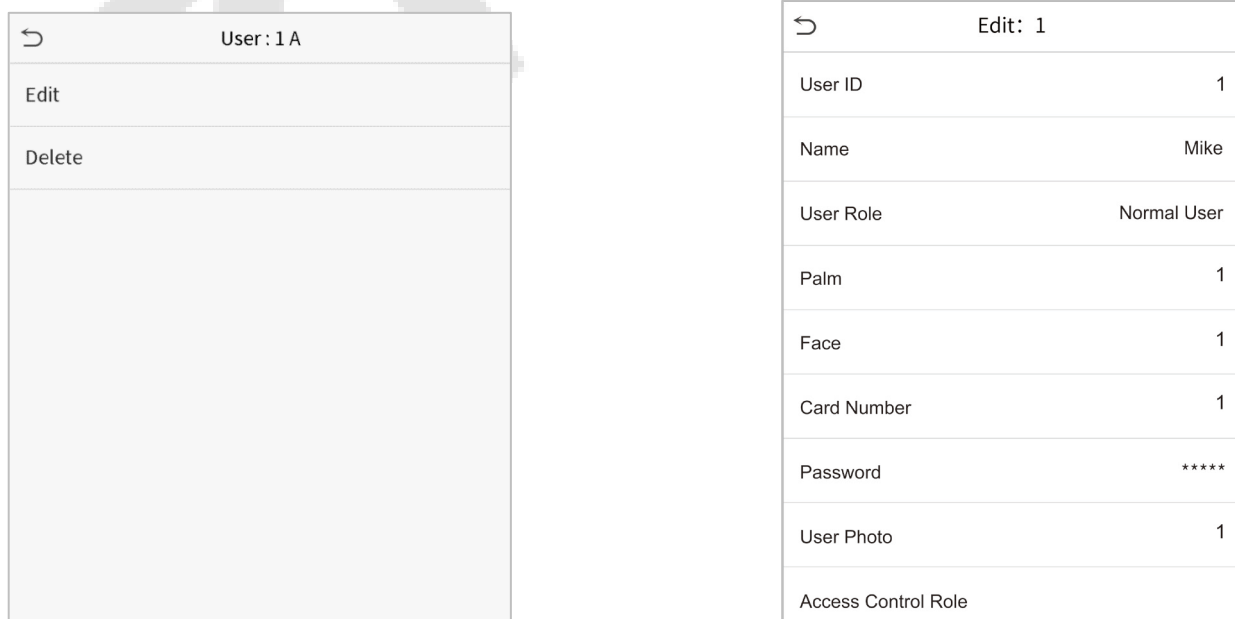 User : 1 A
Edit
Delete
Edit: 1
User ID 1
Name Mike
User Role Normal User
Palm 1
Face 1
Card Number 1
Password *****
User Photo 1
Access Control Role